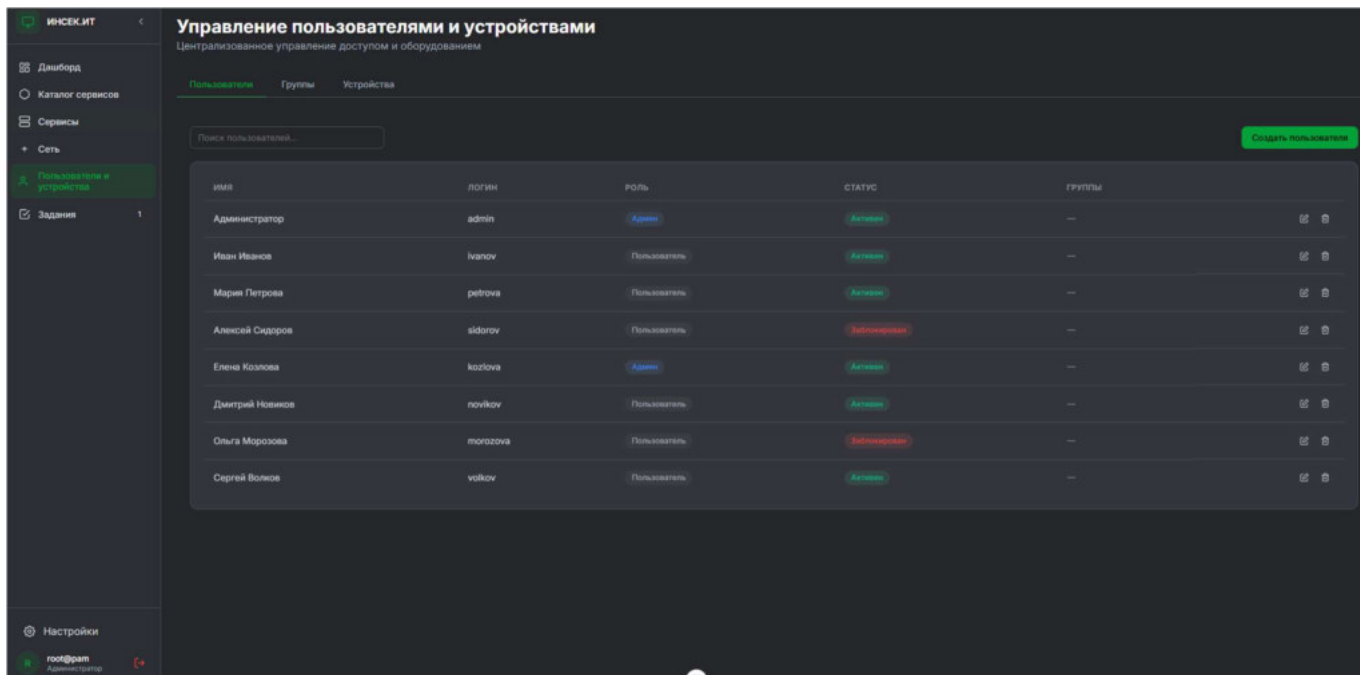 ИНСЕК.ИТ
Дашборд
Каталог сервисов
Сервисы
+ Сеть
Пользователи и
устройства
Задания 1
Настройки
R root@pam
Администратор
Управление пользователями и устройствами
Централизованное управление доступом и оборудованием
Пользователи Группы Устройства
Поиск пользователей... Создать пользователя
ИМЯ ЛОГИН РОЛЬ СТАТУС ГРУППЫ
Администратор admin Админ Активен —
Иван Иванов ivanov Пользователь Активен —
Мария Петрова petrova Пользователь Активен —
Алексей Сидоров sidorov Пользователь Заблокирован —
Елена Козлова kozlova Админ Активен —
Дмитрий Новиков novikov Пользователь Активен —
Ольга Морозова morozova Пользователь Заблокирован —
Сергей Волков volkov Пользователь Активен —